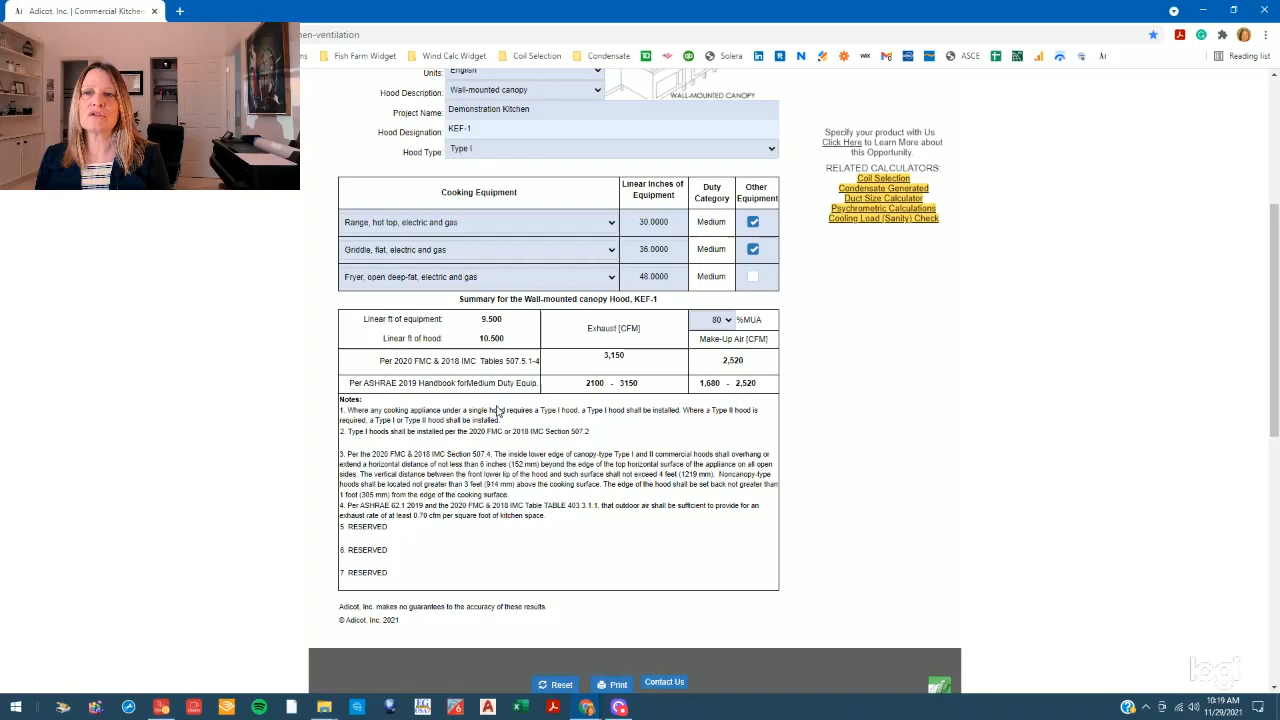 Adicot, Inc. | Commercial Kitchen
nen-ventilation
ns
Fish Farm Widget
Wind Calc Widget
Coil Selection
Condensate
Solera
WIX
ASCE
Ai
Reading list
Units: English
Hood Description: Wall-mounted canopy
WALL-MOUNTED CANOPY
Project Name: Demonstration Kitchen
Hood Designation: KEF-1
Hood Type: Type I
Specify your product with Us.
Click Here to Learn More about
this Opportunity.
RELATED CALCULATORS:
Coil Selection
Condensate Generated
Duct Size Calculator
Psychrometric Calculations
Cooling Load (Sanity) Check
Cooking Equipment
Linear Inches of
Equipment
Duty
Category
Other
Equipment
Range, hot top, electric and gas 30.0000 Medium
Griddle, flat, electric and gas 36.0000 Medium
Fryer, open deep-fat, electric and gas 48.0000 Medium
Summary for the Wall-mounted canopy Hood, KEF-1
Linear ft of equipment: 9.500
Linear ft of hood: 10.500
Exhaust [CFM]
80 %MUA
Make-Up Air [CFM]
Per 2020 FMC & 2018 IMC Tables 507.5.1-4 3,150 2,520
Per ASHRAE 2019 Handbook forMedium Duty Equip. 2100 - 3150 1,680 - 2,520
Notes:
1. Where any cooking appliance under a single hood requires a Type I hood, a Type I hood shall be installed. Where a Type II hood is
required, a Type I or Type II hood shall be installed.
2. Type I hoods shall be installed per the 2020 FMC or 2018 IMC Section 507.2
3. Per the 2020 FMC & 2018 IMC Section 507.4, The inside lower edge of canopy-type Type I and II commercial hoods shall overhang or
extend a horizontal distance of not less than 6 inches (152 mm) beyond the edge of the top horizontal surface of the appliance on all open
sides. The vertical distance between the front lower lip of the hood and such surface shall not exceed 4 feet (1219 mm). Noncanopy-type
hoods shall be located not greater than 3 feet (914 mm) above the cooking surface. The edge of the hood shall be set back not greater than
1 foot (305 mm) from the edge of the cooking surface.
4. Per ASHRAE 62.1 2019 and the 2020 FMC & 2018 IMC Table TABLE 403.3.1.1, that outdoor air shall be sufficient to provide for an
exhaust rate of at least 0.70 cfm per square foot of kitchen space.
5. RESERVED
6. RESERVED
7 RESERVED
Adicot, Inc. makes no guarantees to the accuracy of these results.
© Adicot, Inc. 2021
Reset
Print
Contact Us
logi
10:19 AM
11/29/2021